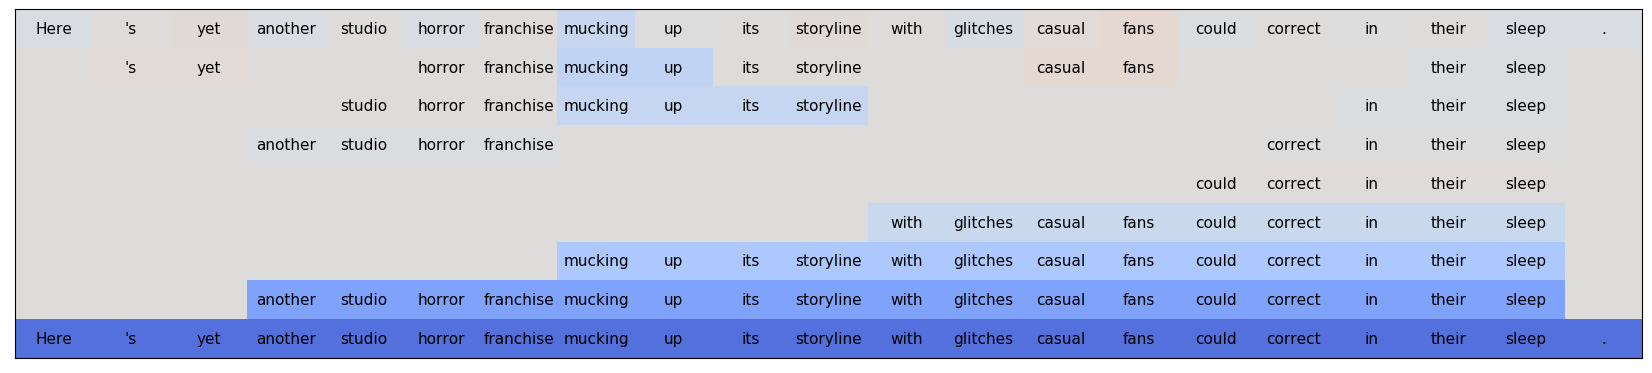 Here 's yet another studio horror franchise mucking up its storyline with glitches casual fans could correct in their sleep .
's yet horror franchise mucking up its storyline casual fans their sleep
studio horror franchise mucking up its storyline in their sleep
another studio horror franchise correct in their sleep
could correct in their sleep
with glitches casual fans could correct in their sleep
mucking up its storyline with glitches casual fans could correct in their sleep
another studio horror franchise mucking up its storyline with glitches casual fans could correct in their sleep
Here 's yet another studio horror franchise mucking up its storyline with glitches casual fans could correct in their sleep .